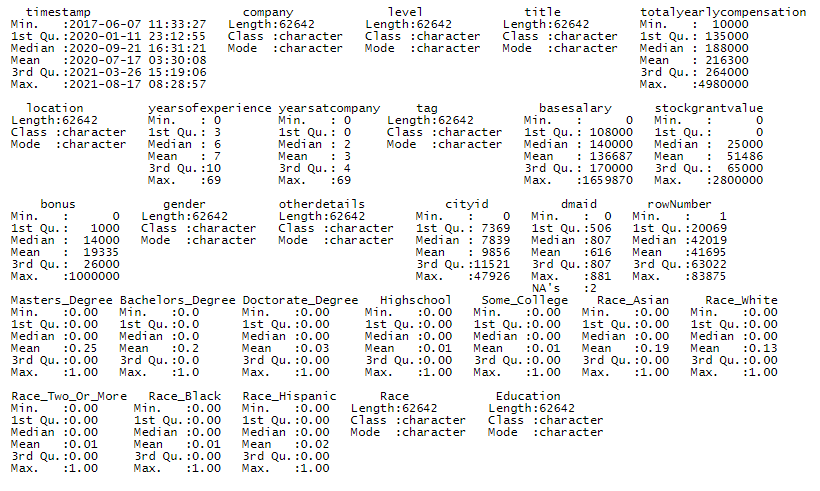 timestamp company level title totalyearlycompensation
Min. :2017-06-07 11:33:27 Length:62642 Length:62642 Length:62642 Min. : 10000
1st Qu.:2020-01-11 23:12:55 Class :character Class :character Class :character 1st Qu.: 135000
Median :2020-09-21 16:31:21 Mode :character Mode :character Mode :character Median : 188000
Mean :2020-07-17 03:30:08 Mean : 216300
3rd Qu.:2021-03-26 15:19:06 3rd Qu.: 264000
Max. :2021-08-17 08:28:57 Max. :4980000
location yearsofexperience yearsatcompany tag basesalary stockgrantvalue
Length:62642 Min. : 0 Min. : 0 Length:62642 Min. : 0 Min. : 0
Class :character 1st Qu.: 3 1st Qu.: 0 Class :character 1st Qu.: 108000 1st Qu.: 0
Mode :character Median : 6 Median : 2 Mode :character Median : 140000 Median : 25000
Mean : 7 Mean : 3 Mean : 136687 Mean : 51486
3rd Qu.:10 3rd Qu.: 4 3rd Qu.: 170000 3rd Qu.: 65000
Max. :69 Max. :69 Max. :1659870 Max. :2800000
bonus gender otherdetails cityid dmaid rowNumber
Min. : 0 Length:62642 Length:62642 Min. : 0 Min. : 0 Min. : 1
1st Qu.: 1000 Class :character Class :character 1st Qu.: 7369 1st Qu.:506 1st Qu.:20069
Median : 14000 Mode :character Mode :character Median : 7839 Median :807 Median :42019
Mean : 19335 Mean : 9856 Mean :616 Mean :41695
3rd Qu.: 26000 3rd Qu.:11521 3rd Qu.:807 3rd Qu.:63022
Max. :1000000 Max. :47926 Max. :881 Max. :83875
NA's :2
Masters_Degree Bachelors_Degree Doctorate_Degree Highschool Some_College Race_Asian Race_White
Min. :0.00 Min. :0.0 Min. :0.00 Min. :0.00 Min. :0.00 Min. :0.00 Min. :0.00
1st Qu.:0.00 1st Qu.:0.0 1st Qu.:0.00 1st Qu.:0.00 1st Qu.:0.00 1st Qu.:0.00 1st Qu.:0.00
Median :0.00 Median :0.0 Median :0.00 Median :0.00 Median :0.00 Median :0.00 Median :0.00
Mean :0.25 Mean :0.2 Mean :0.03 Mean :0.01 Mean :0.01 Mean :0.19 Mean :0.13
3rd Qu.:0.00 3rd Qu.:0.0 3rd Qu.:0.00 3rd Qu.:0.00 3rd Qu.:0.00 3rd Qu.:0.00 3rd Qu.:0.00
Max. :1.00 Max. :1.0 Max. :1.00 Max. :1.00 Max. :1.00 Max. :1.00 Max. :1.00
Race_Two_Or_More Race_Black Race_Hispanic Race Education
Min. :0.00 Min. :0.00 Min. :0.00 Length:62642 Length:62642
1st Qu.:0.00 1st Qu.:0.00 1st Qu.:0.00 Class :character Class :character
Median :0.00 Median :0.00 Median :0.00 Mode :character Mode :character
Mean :0.01 Mean :0.01 Mean :0.02
3rd Qu.:0.00 3rd Qu.:0.00 3rd Qu.:0.00
Max. :1.00 Max. :1.00 Max. :1.00